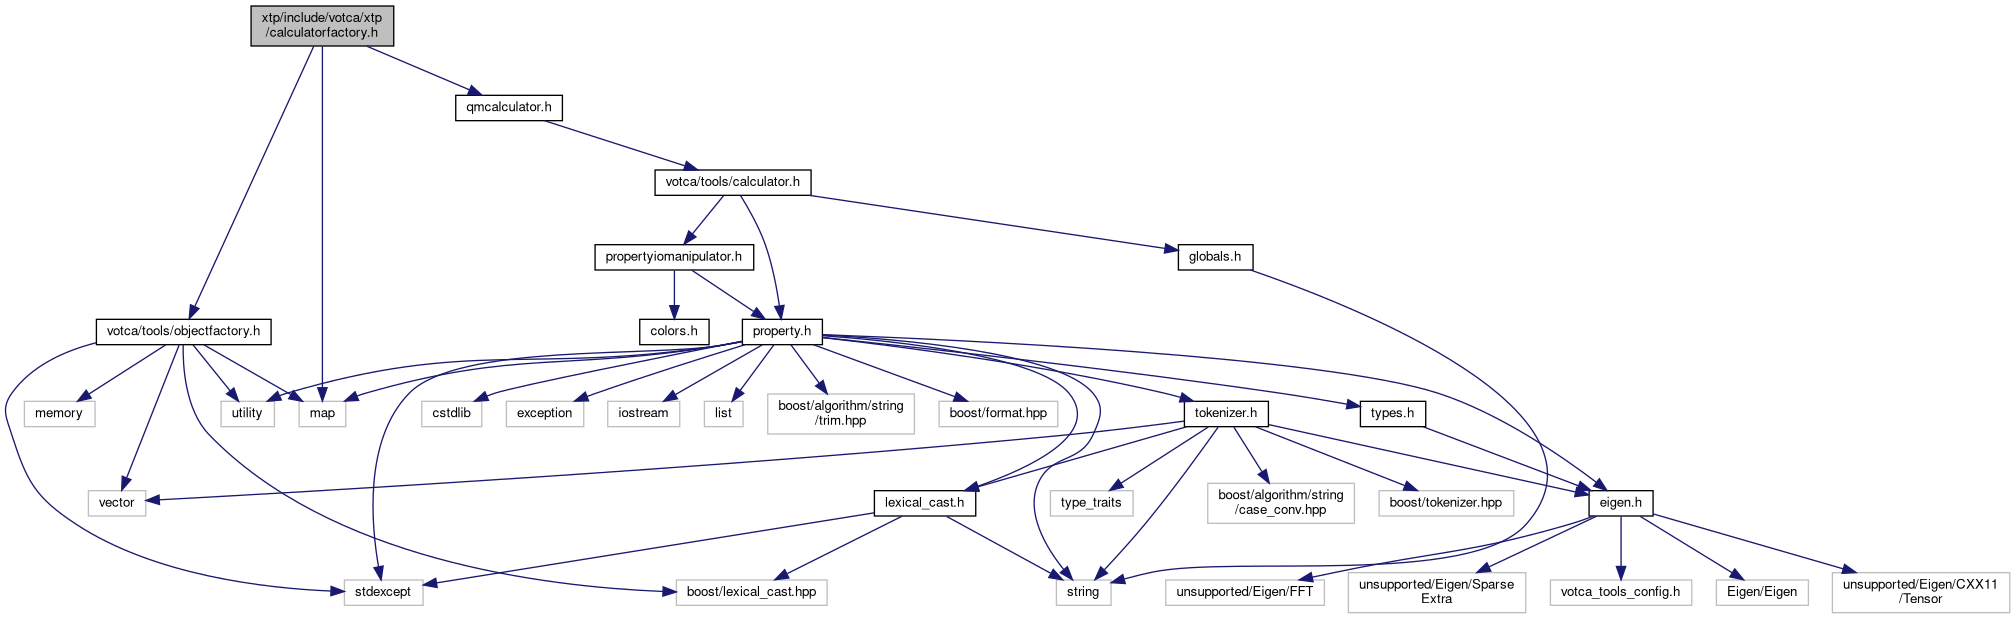 xtp/include/votca/xtp
/calculatorfactory.h
qmcalculator.h
votca/tools/calculator.h
propertyiomanipulator.h
globals.h
votca/tools/objectfactory.h
colors.h
property.h
memory
utility
map
cstdlib
exception
iostream
list
boost/algorithm/string
/trim.hpp
boost/format.hpp
tokenizer.h
types.h
vector
lexical_cast.h
type_traits
boost/algorithm/string
/case_conv.hpp
boost/tokenizer.hpp
eigen.h
stdexcept
boost/lexical_cast.hpp
string
unsupported/Eigen/FFT
unsupported/Eigen/Sparse
Extra
votca_tools_config.h
Eigen/Eigen
unsupported/Eigen/CXX11
/Tensor